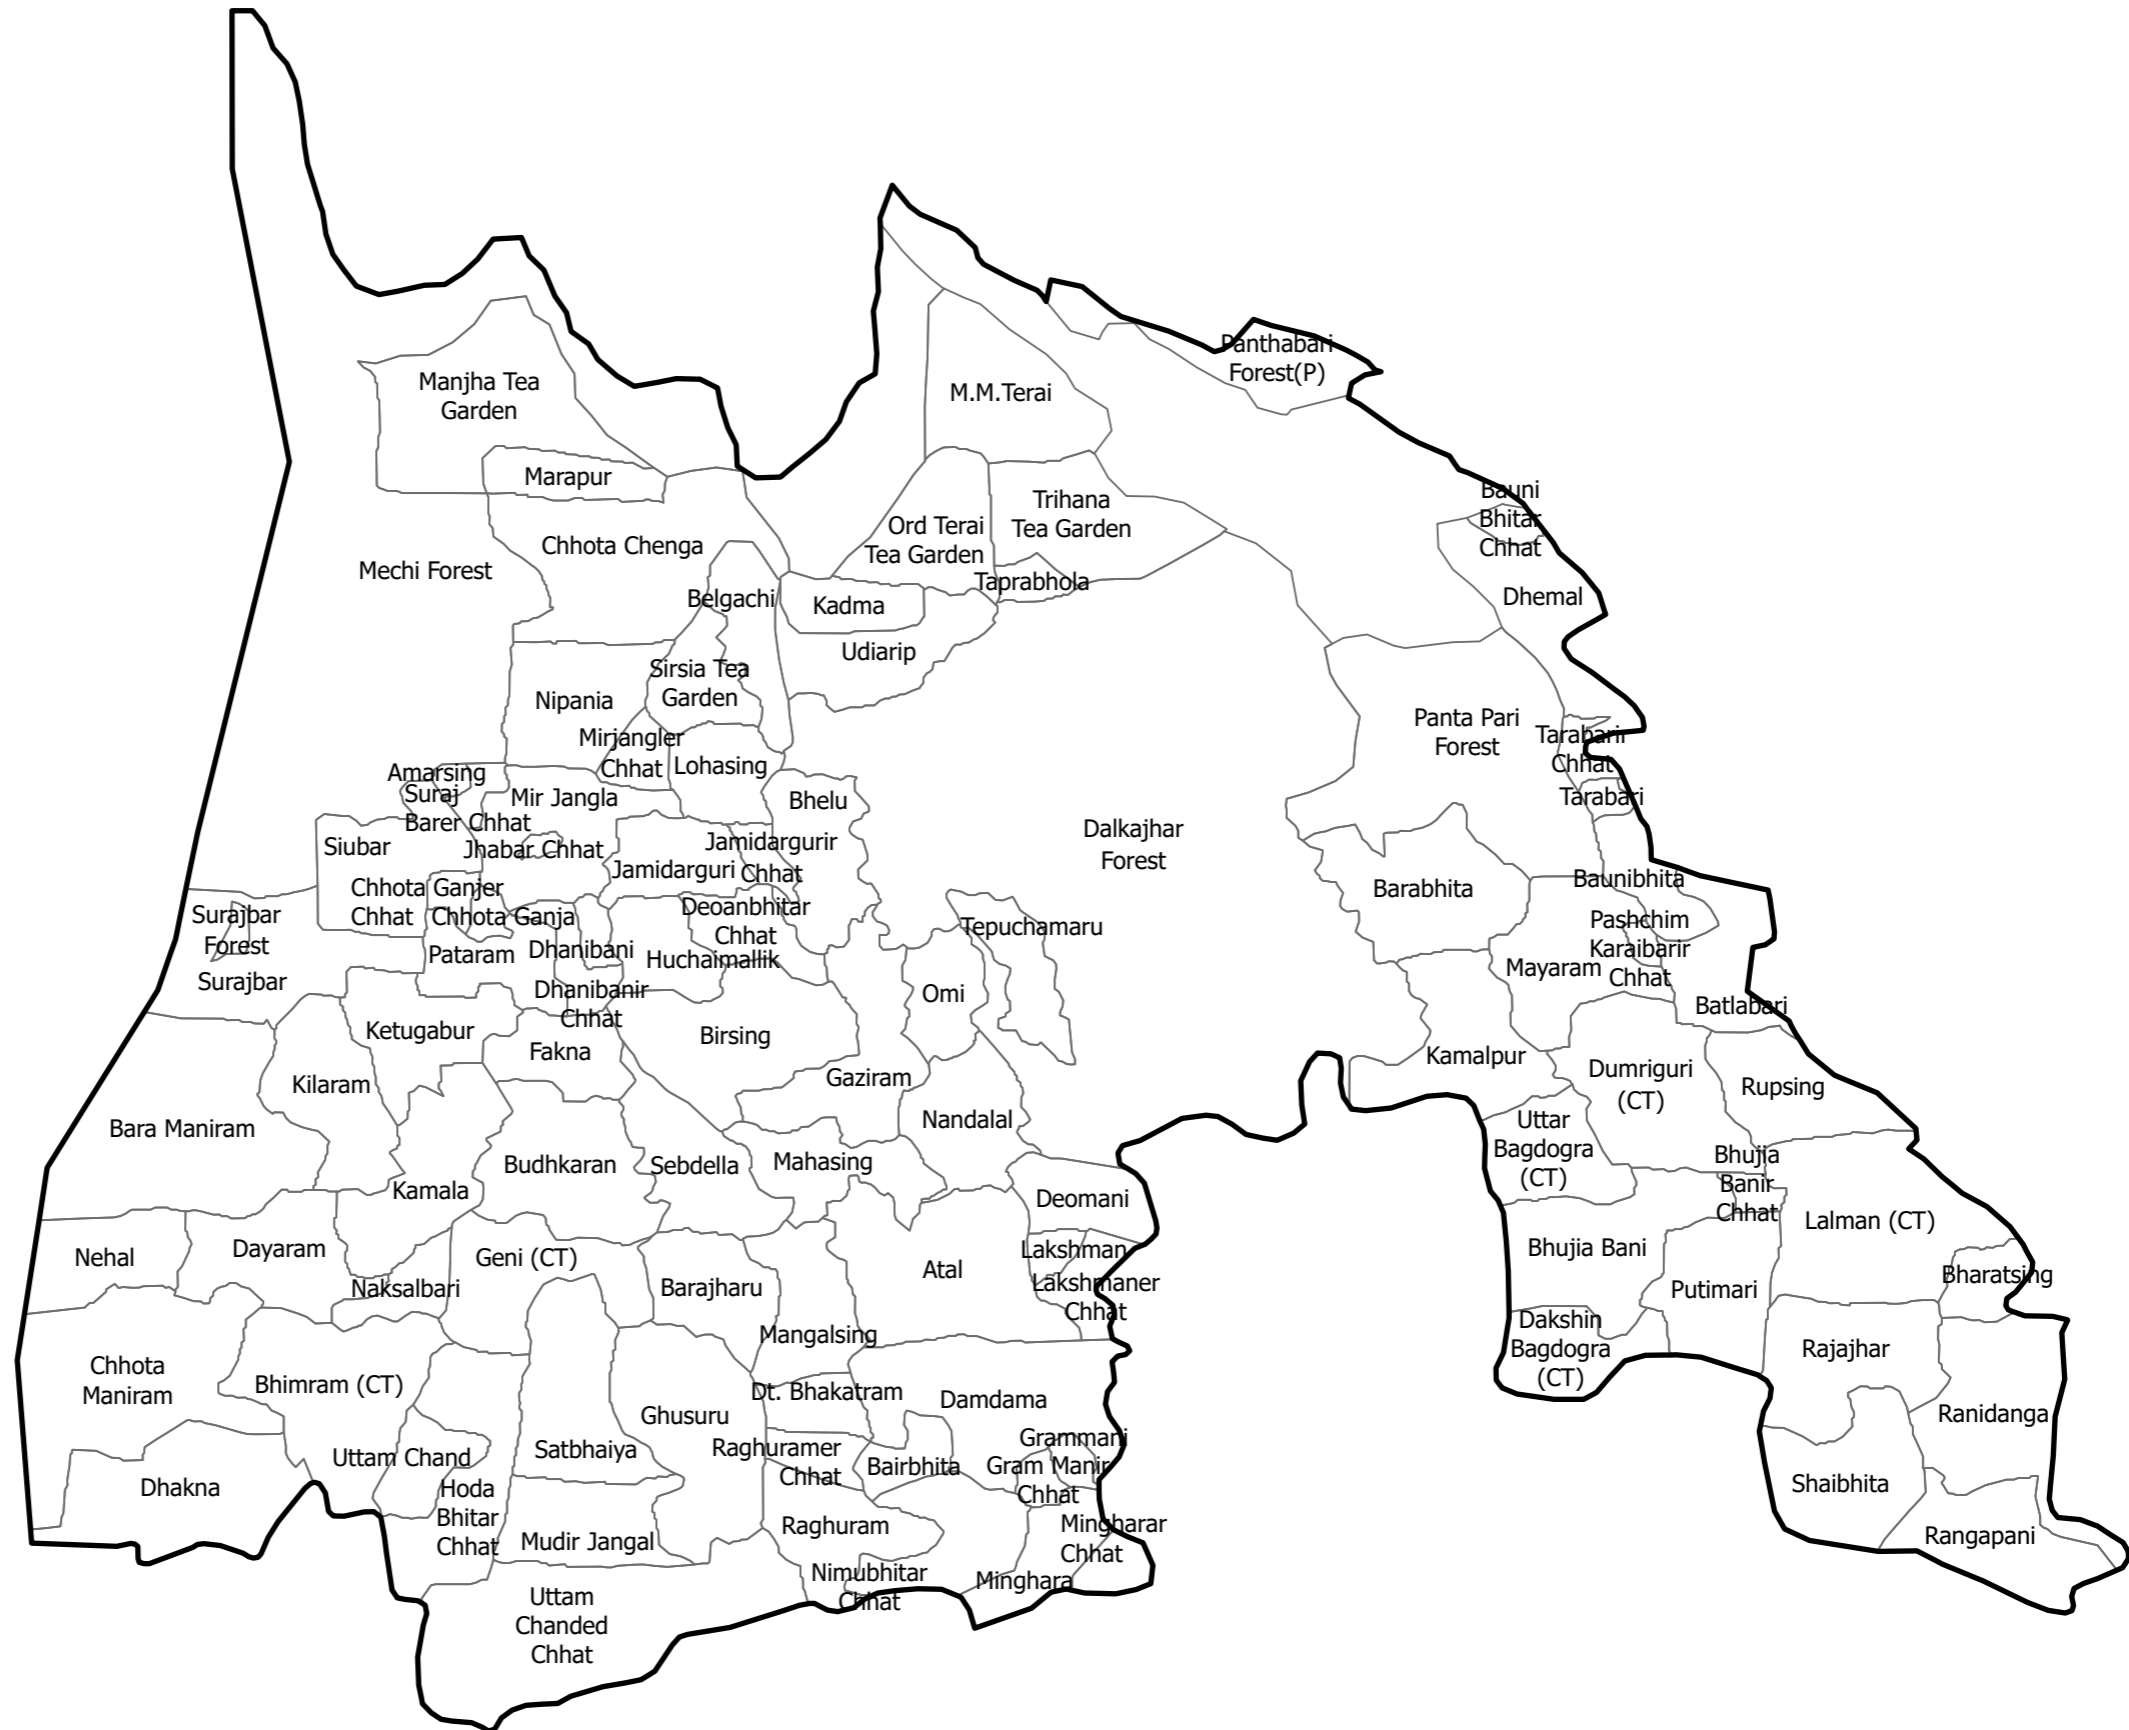 Panthabari
Forest(P)
Manjha Tea
Garden
M.M.Terai
Marapur
Bauni
Bhitar
Chhat
Trihana
Tea Garden
Ord Terai
Tea Garden
Chhota Chenga
Mechi Forest
Taprabhola
Belgachi
Kadma
Dhemal
Udiarip
Sirsia Tea
Garden
Nipania
Panta Pari
Forest
Mirjangler
Chhat
Lohasing
Tarabarir
Chhat
Amarsing
Suraj
Barer Chhat
Mir Jangla
Bhelu
Tarabari
Dalkajhar
Forest
Siubar
Jhabar Chhat
Jamidarguri
Jamidargurir
Chhat
Chhota Ganjer
Chhat
Chhota Ganja
Barabhita
Baunibhita
Surajbar
Forest
Deoanbhitar
Chhat
Tepuchamaru
Pashchim
Karaibarir
Chhat
Pataram
Dhanibani
Huchaimallik
Mayaram
Surajbar
Dhanibanir
Chhat
Omi
Batlabari
Ketugabur
Fakna
Birsing
Kamalpur
Dumriguri
(CT)
Rupsing
Kilaram
Gaziram
Bara Maniram
Nandalal
Uttar
Bagdogra
(CT)
Budhkaran
Sebdella
Mahasing
Bhujia
Banir
Chhat
Kamala
Deomani
Lalman (CT)
Nehal
Dayaram
Geni (CT)
Lakshman
Bhujia Bani
Naksalbari
Barajharu
Atal
Lakshmaner
Chhat
Putimari
Bharatsing
Mangalsing
Dakshin
Bagdogra
(CT)
Rajajhar
Chhota
Maniram
Bhimram (CT)
Dt. Bhakatram
Damdama
Ghusuru
Ranidanga
Uttam Chand
Satbhaiya
Raghuramer
Chhat
Bairbhita
Grammani
Gram Manir
Chhat
Dhakna
Hoda
Bhitar
Chhat
Shaibhita
Mudir Jangal
Raghuram
Mingharar
Chhat
Rangapani
Nimubhitar
Chhat
Minghara
Uttam
Chanded
Chhat